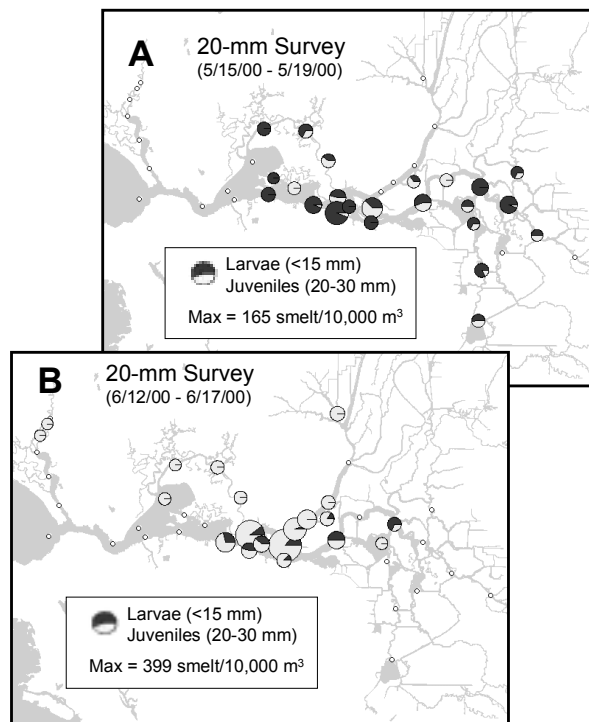 A
20-mm Survey
(5/15/00 - 5/19/00)
Larvae (<15 mm)
Juveniles (20-30 mm)
Max = 165 smelt/10,000 m³
B
20-mm Survey
(6/12/00 - 6/17/00)
Larvae (<15 mm)
Juveniles (20-30 mm)
Max = 399 smelt/10,000 m³